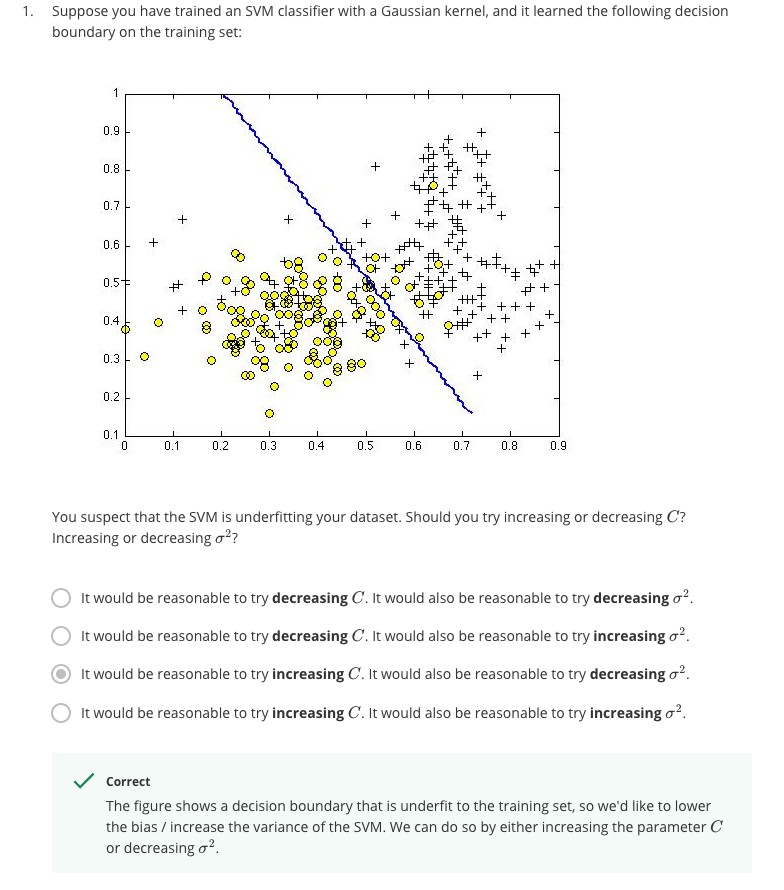 1. Suppose you have trained an SVM classifier with a Gaussian kernel, and it learned the following decision
boundary on the training set:
1
0.9
0.8
0.7
0.6
0.5
0.4
0.3
0.2
0.1
0 0.1 0.2 0.3 0.4 0.5 0.6 0.7 0.8 0.9
You suspect that the SVM is underfitting your dataset. Should you try increasing or decreasing C?
Increasing or decreasing σ²?
It would be reasonable to try decreasing C. It would also be reasonable to try decreasing σ².
It would be reasonable to try decreasing C. It would also be reasonable to try increasing σ².
It would be reasonable to try increasing C. It would also be reasonable to try decreasing σ².
It would be reasonable to try increasing C. It would also be reasonable to try increasing σ².
Correct
The figure shows a decision boundary that is underfit to the training set, so we'd like to lower
the bias / increase the variance of the SVM. We can do so by either increasing the parameter C
or decreasing σ².